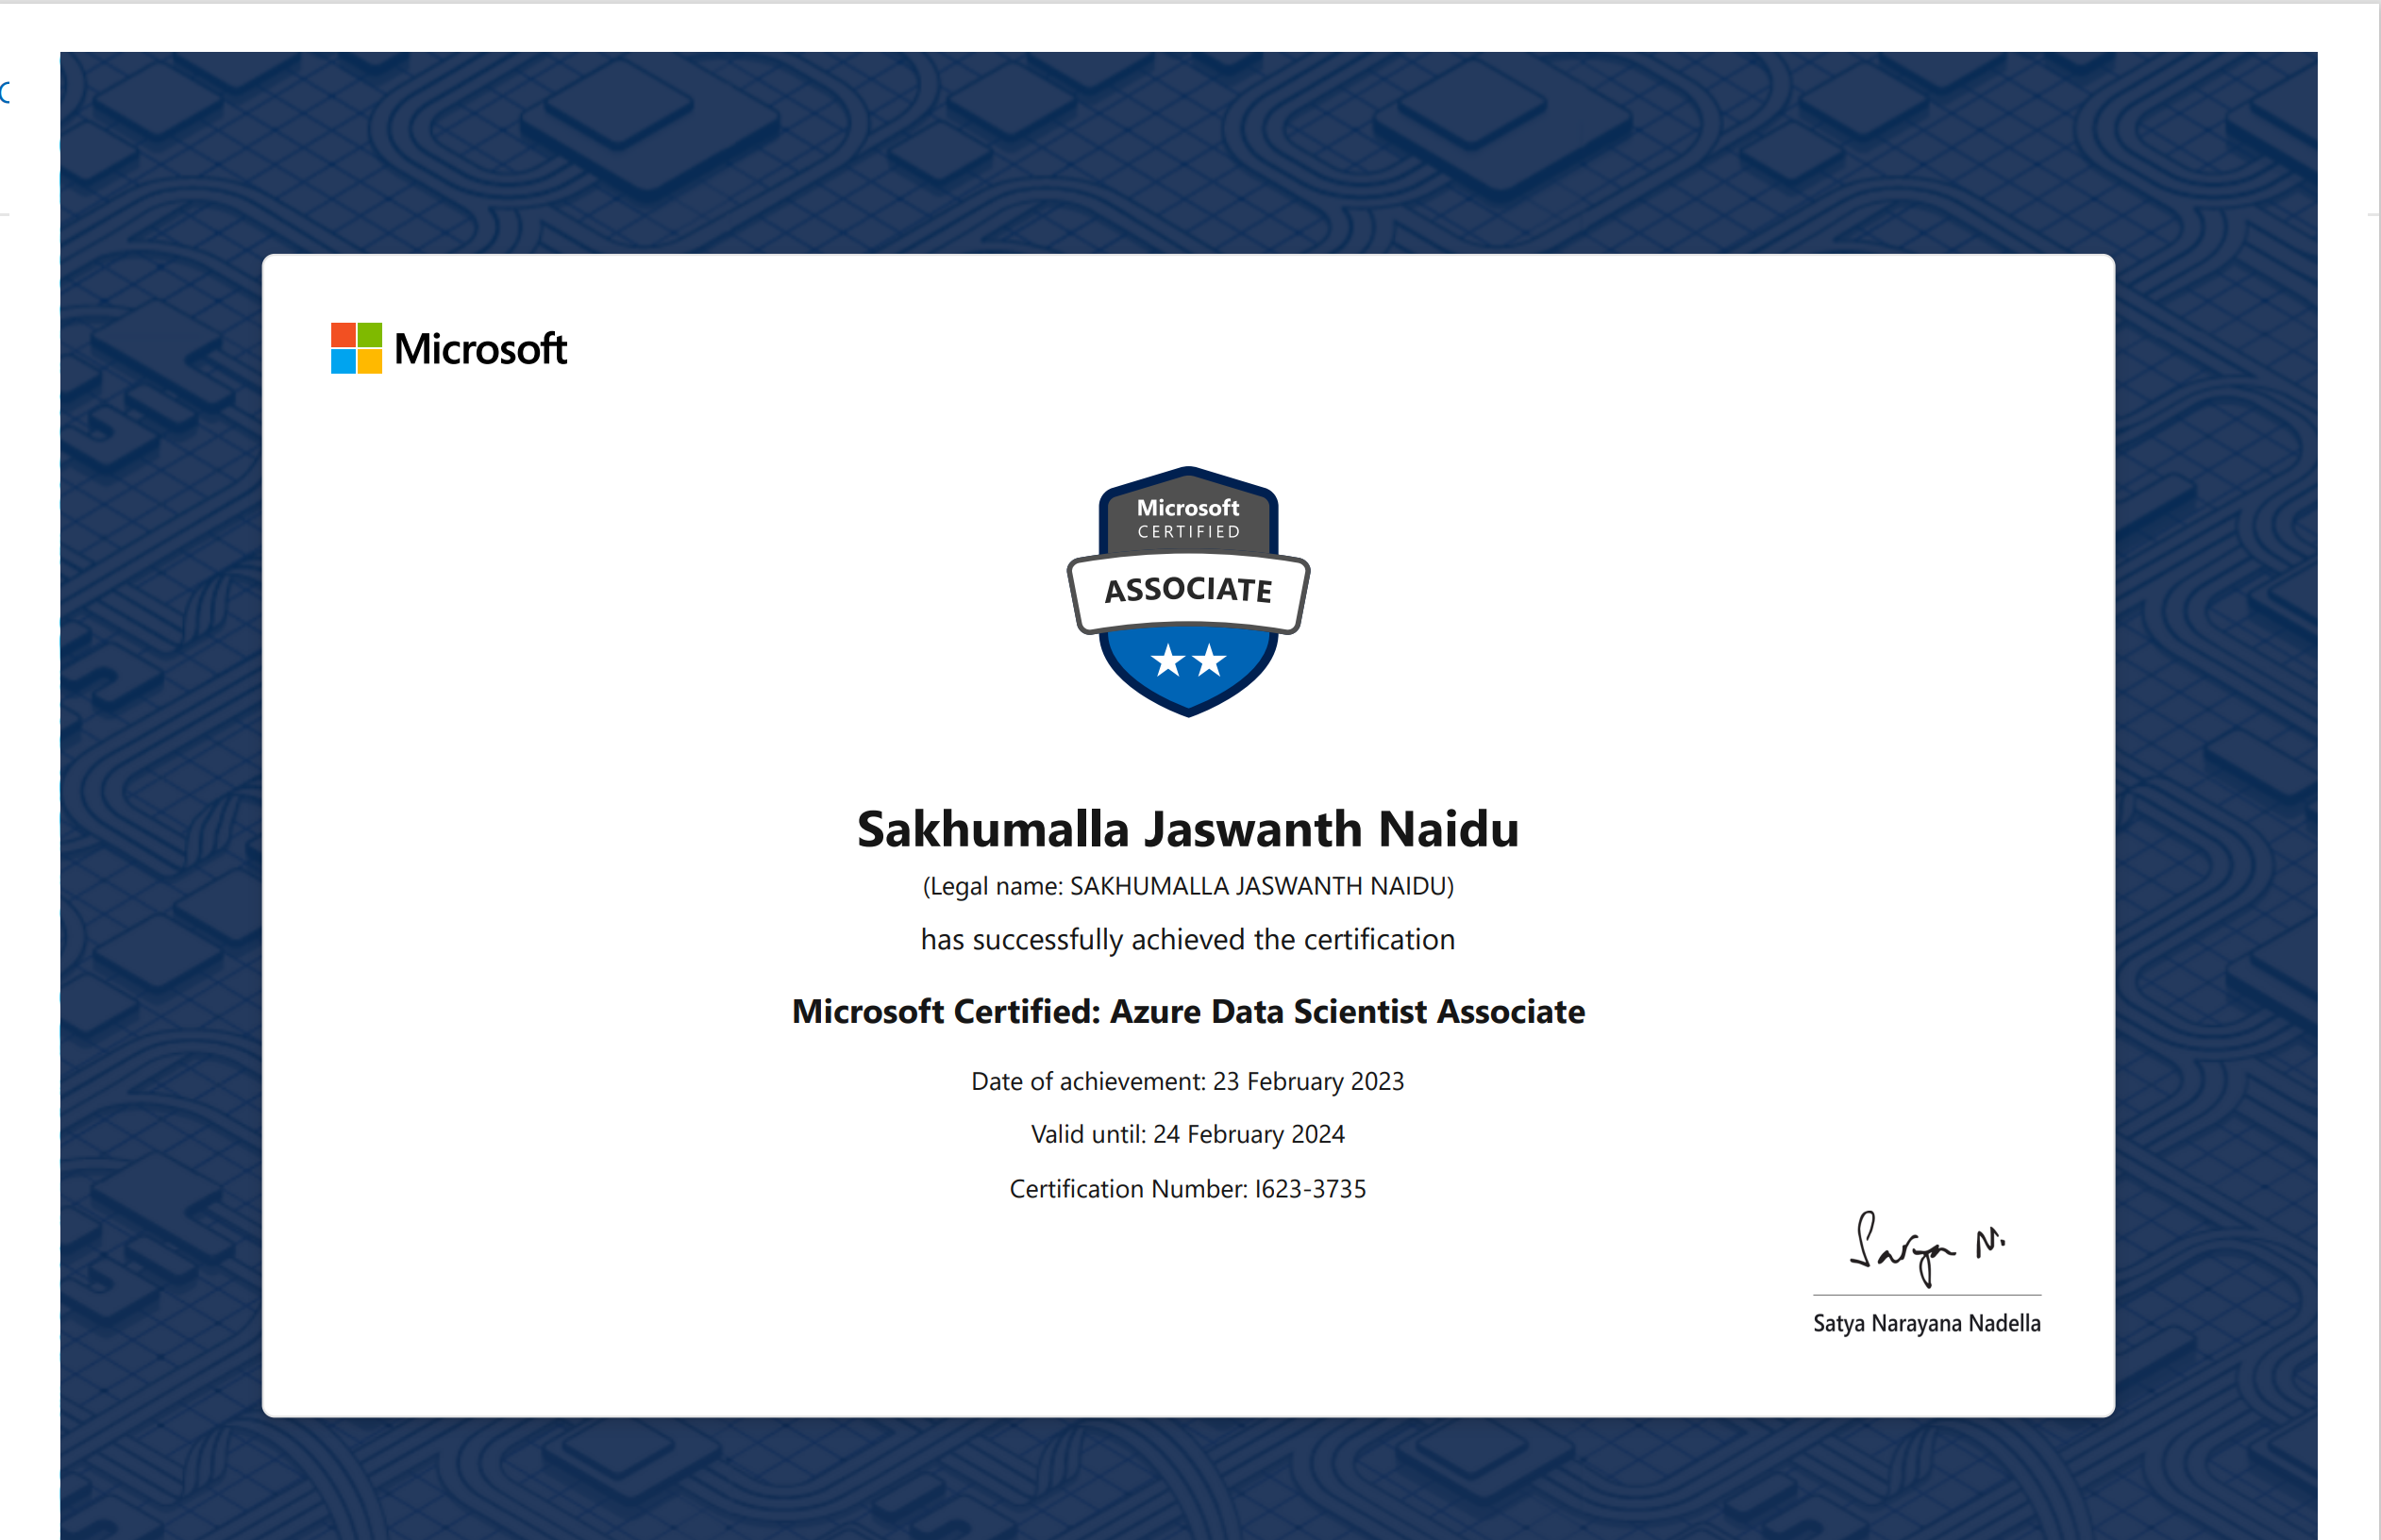 Microsoft
Microsoft
CERTIFIED
ASSOCIATE
Sakhumalla Jaswanth Naidu
(Legal name: SAKHUMALLA JASWANTH NAIDU)
has successfully achieved the certification
Microsoft Certified: Azure Data Scientist Associate
Date of achievement: 23 February 2023
Valid until: 24 February 2024
Certification Number: I623-3735
Satya N.
Satya Narayana Nadella